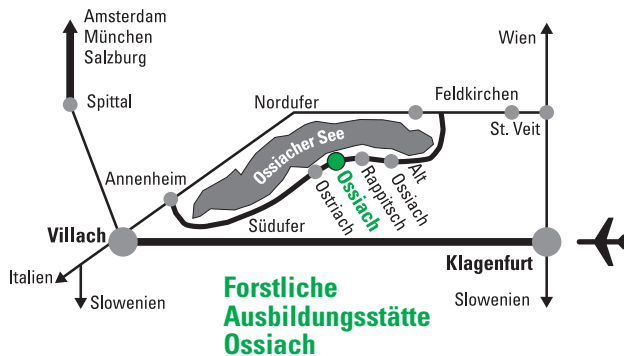 Amsterdam
München
Salzburg
Wien
Spittal
Nordufer
Feldkirchen
St. Veit
Ossiacher See
Annenheim
Ostriach
Ossiach
Rappitsch
Alt
Ossiach
Südufer
Villach
Klagenfurt
Italien
Slowenien
Slowenien
Forstliche
Ausbildungsstätte
Ossiach